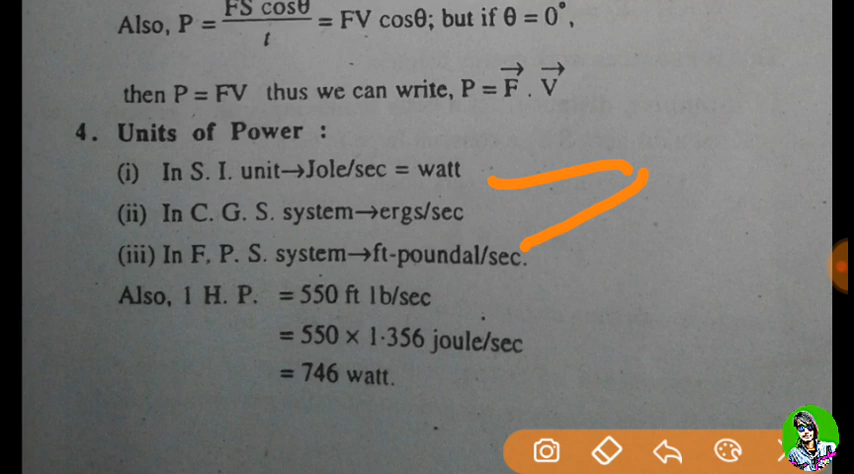 Also, P = FS cosθ / t = FV cosθ; but if θ = 0°,
then P = FV thus we can write, P = F⃗ . V⃗
4. Units of Power :
(i) In S. I. unit→Jole/sec = watt
(ii) In C. G. S. system→ergs/sec
(iii) In F. P. S. system→ft-poundal/sec.
Also, 1 H. P. = 550 ft lb/sec
= 550 × 1·356 joule/sec
= 746 watt.